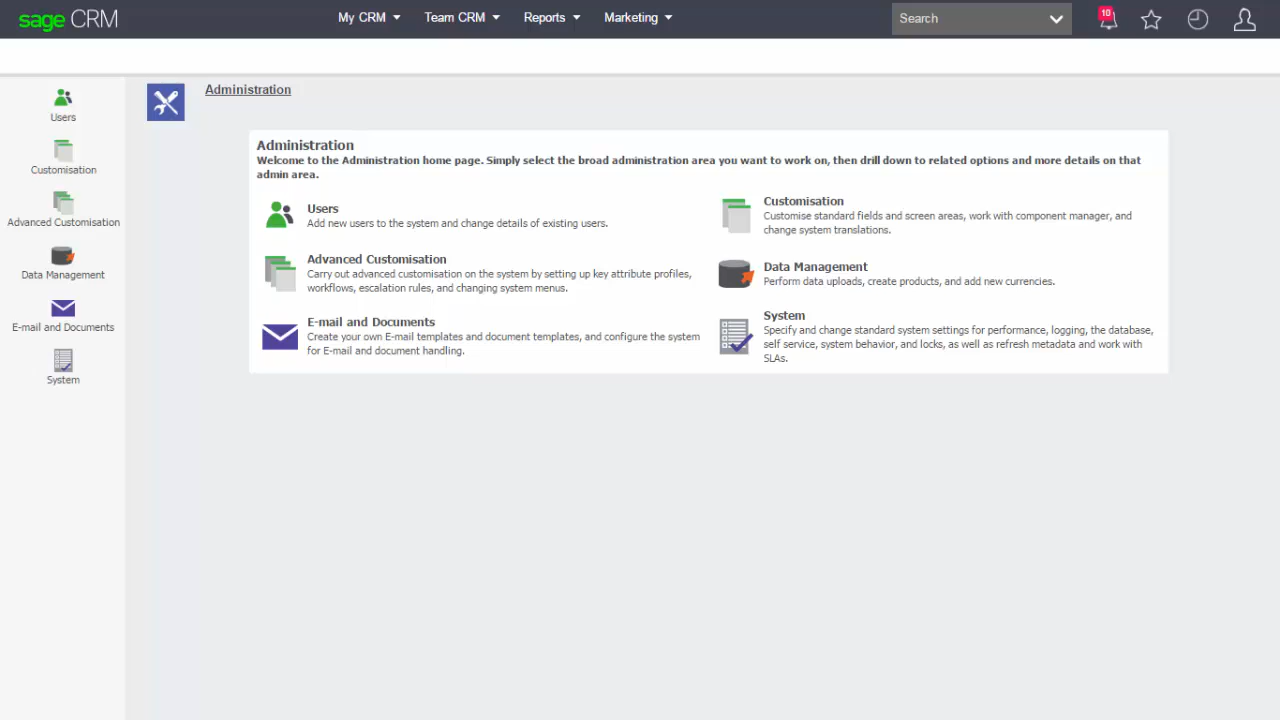 sage CRM
My CRM
Team CRM
Reports
Marketing
Search
10
Users
Customisation
Advanced Customisation
Data Management
E-mail and Documents
System
Administration
Administration
Welcome to the Administration home page. Simply select the broad administration area you want to work on, then drill down to related options and more details on that
admin area.
Users
Add new users to the system and change details of existing users.
Customisation
Customise standard fields and screen areas, work with component manager, and
change system translations.
Advanced Customisation
Carry out advanced customisation on the system by setting up key attribute profiles,
workflows, escalation rules, and changing system menus.
Data Management
Perform data uploads, create products, and add new currencies.
E-mail and Documents
Create your own E-mail templates and document templates, and configure the system
for E-mail and document handling.
System
Specify and change standard system settings for performance, logging, the database,
self service, system behavior, and locks, as well as refresh metadata and work with
SLAs.